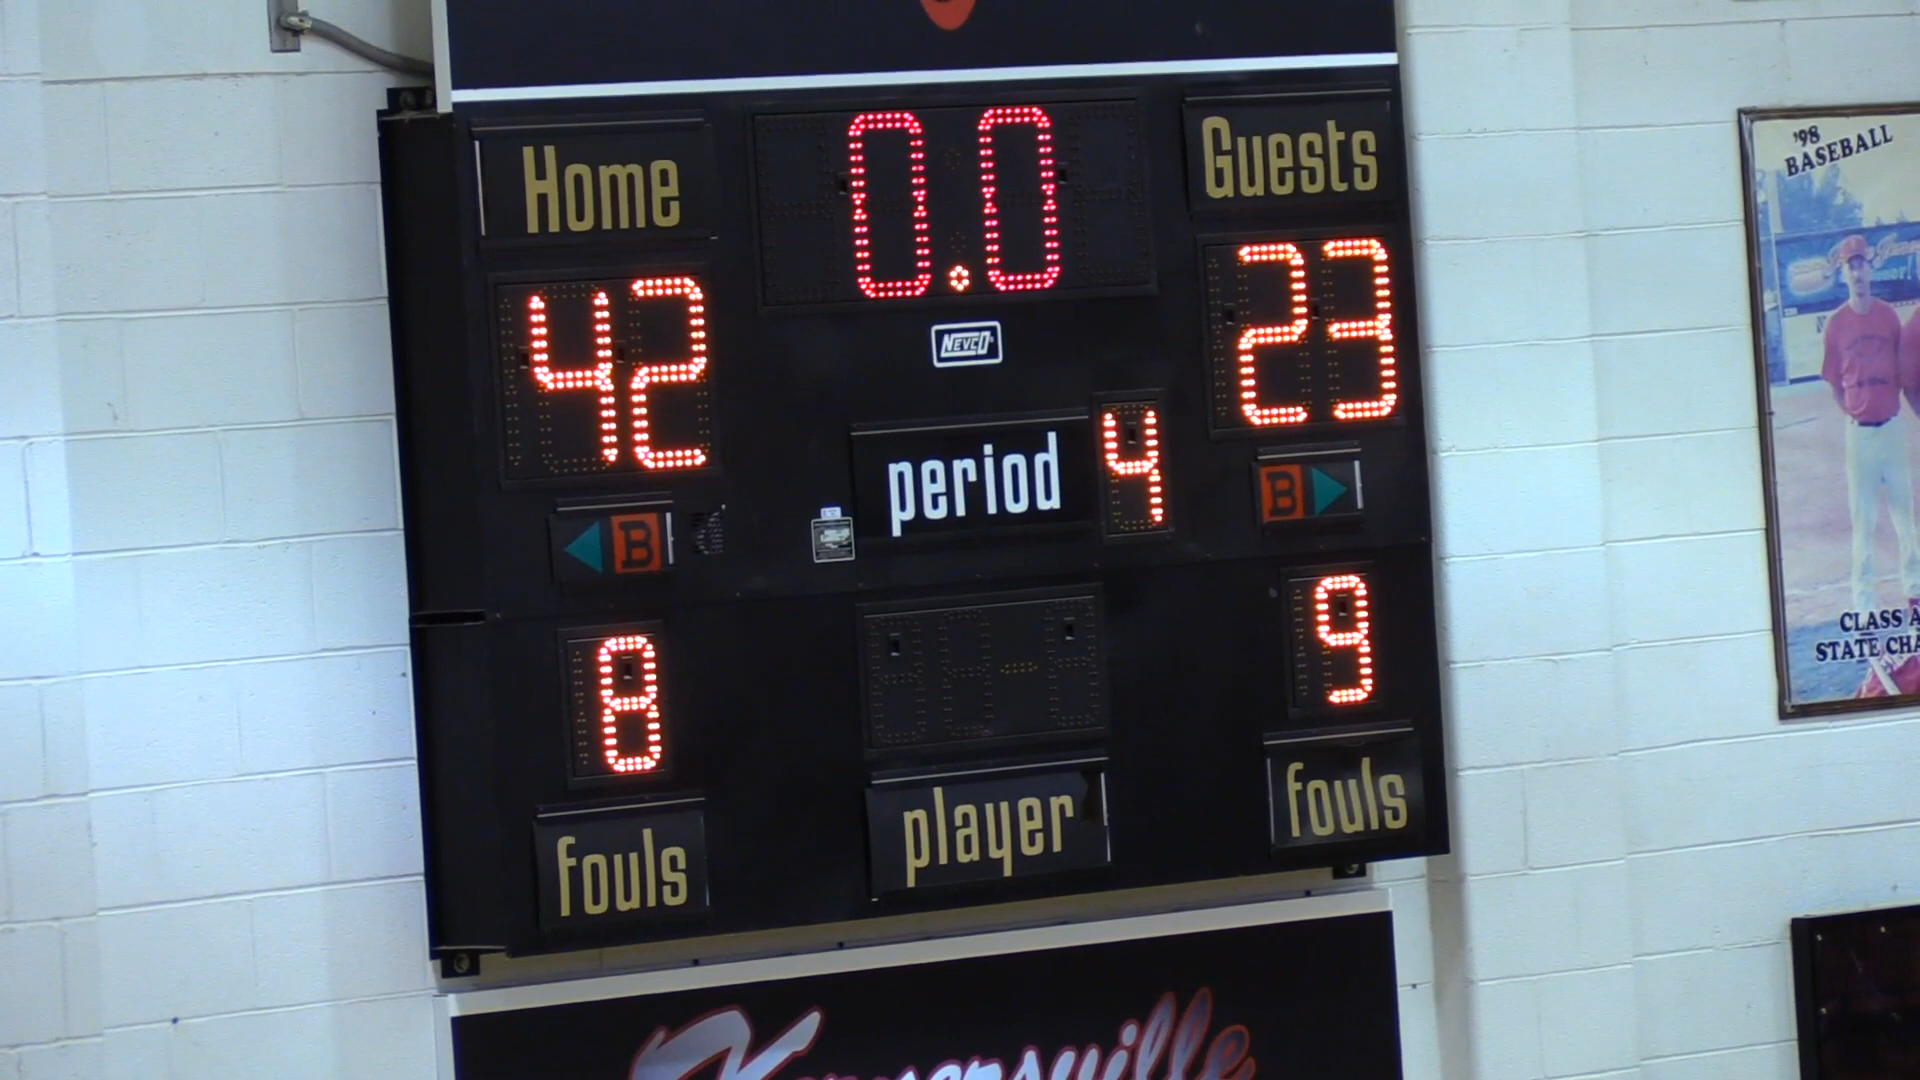 Home
0.0
Guests
42
23
NEVCO
period 4
B
B
8
9
fouls
player
fouls
'98
BASEBALL
CLASS A
STATE CHA